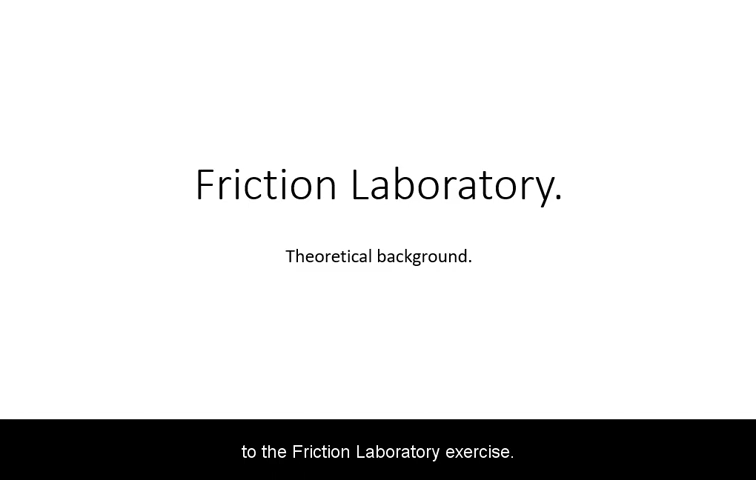 Friction Laboratory.
Theoretical background.
to the Friction Laboratory exercise.